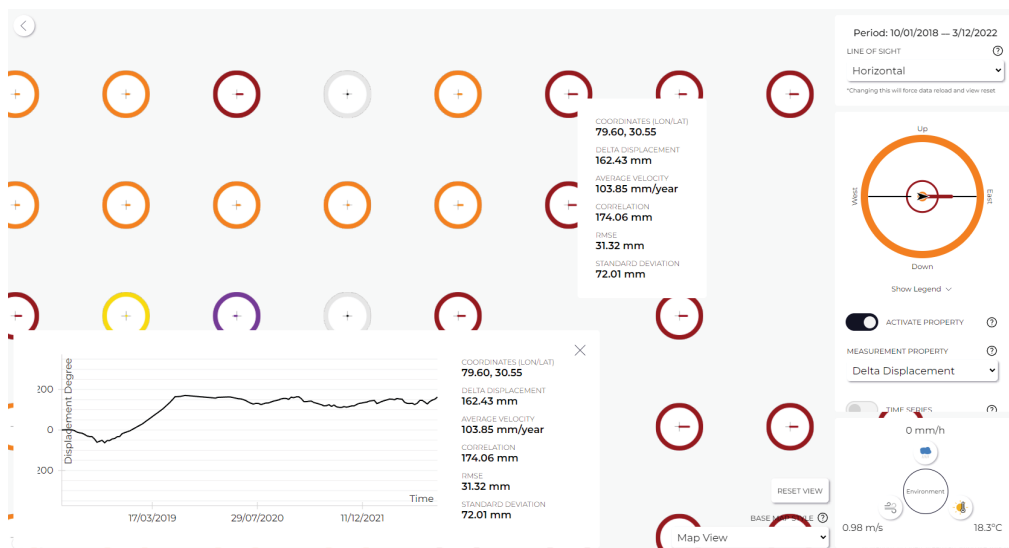 Period: 10/01/2018 — 3/12/2022
LINE OF SIGHT
Horizontal
*Changing this will force data reload and view reset
Up
West
East
Down
Show Legend
ACTIVATE PROPERTY
MEASUREMENT PROPERTY
Delta Displacement
TIME SERIES
0 mm/h
Environment
0.98 m/s
18.3°C
COORDINATES (LON/LAT)
79.60, 30.55
DELTA DISPLACEMENT
162.43 mm
AVERAGE VELOCITY
103.85 mm/year
CORRELATION
174.06 mm
RMSE
31.32 mm
STANDARD DEVIATION
72.01 mm
Displacement Degree
200
0
200
Time
17/03/2019
29/07/2020
11/12/2021
COORDINATES (LON/LAT)
79.60, 30.55
DELTA DISPLACEMENT
162.43 mm
AVERAGE VELOCITY
103.85 mm/year
CORRELATION
174.06 mm
RMSE
31.32 mm
STANDARD DEVIATION
72.01 mm
RESET VIEW
BASE MAP STYLE
Map View